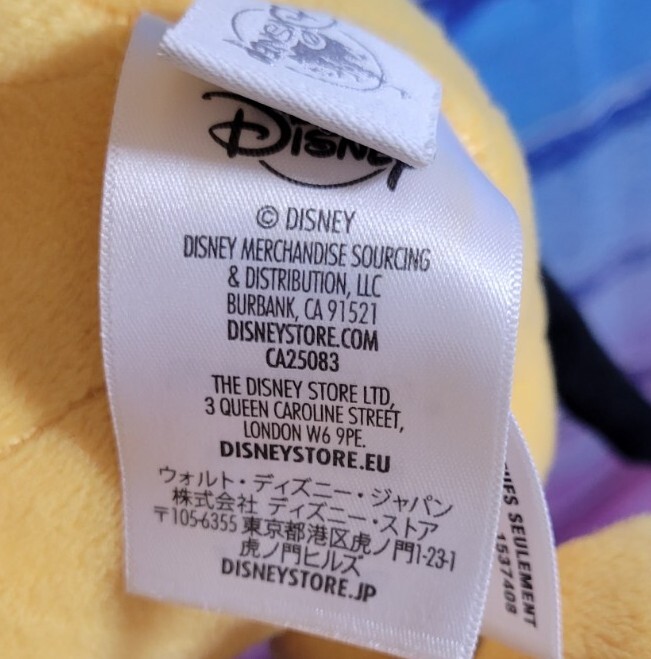 Disney
© DISNEY
DISNEY MERCHANDISE SOURCING
& DISTRIBUTION, LLC
BURBANK, CA 91521
DISNEYSTORE.COM
CA25083
THE DISNEY STORE LTD,
3 QUEEN CAROLINE STREET,
LONDON W6 9PE.
DISNEYSTORE.EU
ウォルト・ディズニー・ジャパン
株式会社 ディズニー・ストア
〒105-6355 東京都港区虎ノ門1-23-1
虎ノ門ヒルズ
DISNEYSTORE.JP
SEULEMENT
1537408